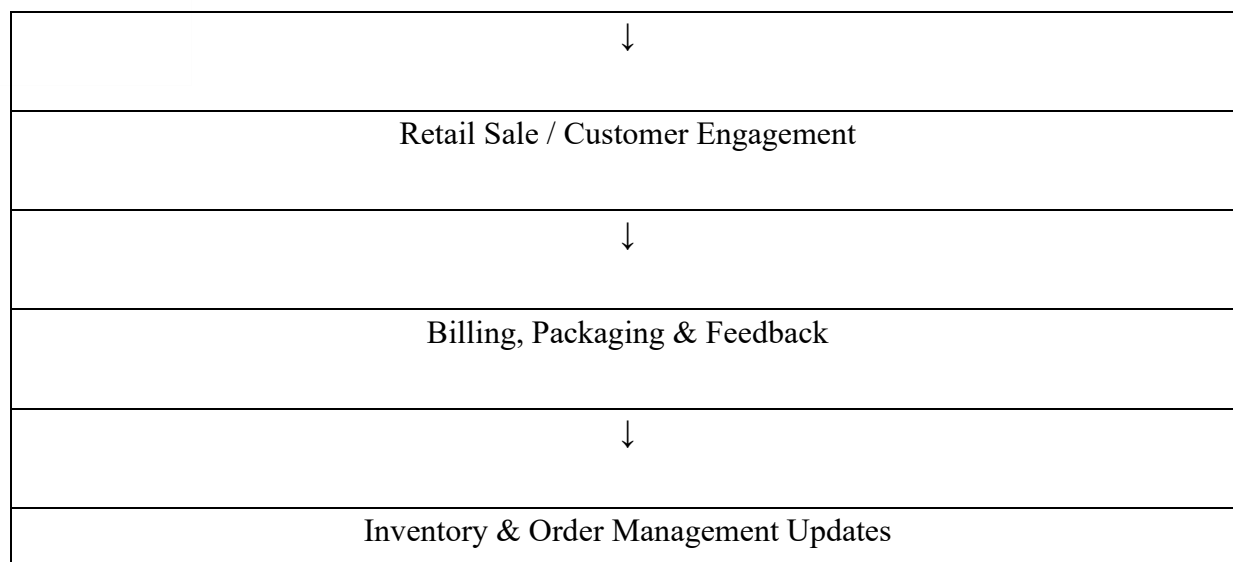 ↓
Retail Sale / Customer Engagement
↓
Billing, Packaging & Feedback
↓
Inventory & Order Management Updates